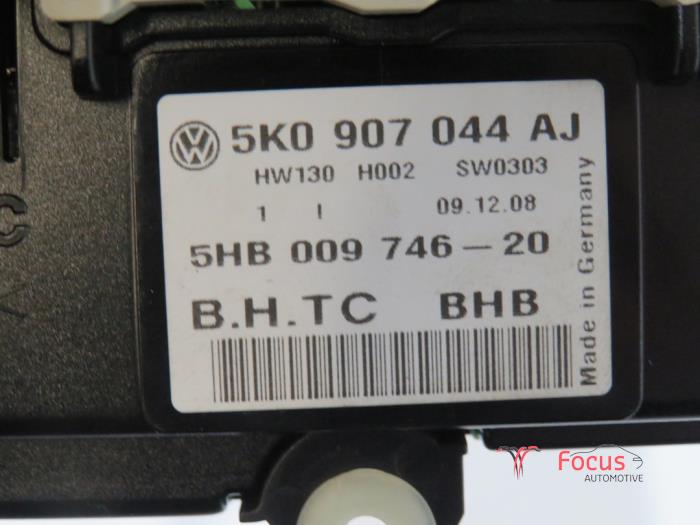 5K0 907 044 AJ
HW130 H002 SW0303
1 I 09.12.08
5HB 009 746-20
B.H.TC BHB
Made in Germany
Focus
AUTOMOTIVE